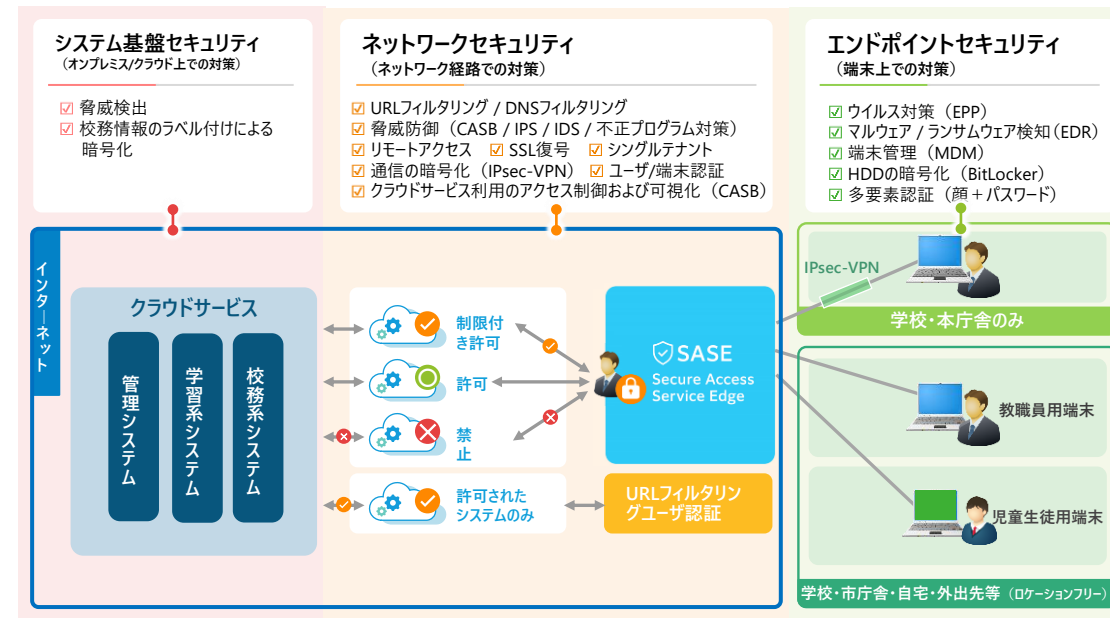 システム基盤セキュリティ
（オンプレミス/クラウド上での対策）
☑ 脅威検出
☑ 校務情報のラベル付けによる
暗号化
ネットワークセキュリティ
（ネットワーク経路での対策）
☑ URLフィルタリング / DNSフィルタリング
☑ 脅威防御（CASB / IPS / IDS / 不正プログラム対策）
☑ リモートアクセス ☑ SSL復号 ☑ シングルテナント
☑ 通信の暗号化（IPsec-VPN） ☑ ユーザ/端末認証
☑ クラウドサービス利用のアクセス制御および可視化（CASB）
エンドポイントセキュリティ
（端末上での対策）
☑ ウイルス対策（EPP）
☑ マルウェア / ランサムウェア検知（EDR）
☑ 端末管理（MDM）
☑ HDDの暗号化（BitLocker）
☑ 多要素認証（顔＋パスワード）
インターネット
クラウドサービス
管理システム
学習系システム
校務系システム
制限付
き許可
許可
禁
止
許可された
システムのみ
SASE
Secure Access
Service Edge
URLフィルタリン
グユーザ認証
IPsec-VPN
学校・本庁舎のみ
教職員用端末
児童生徒用端末
学校・市庁舎・自宅・外出先等（ロケーションフリー）